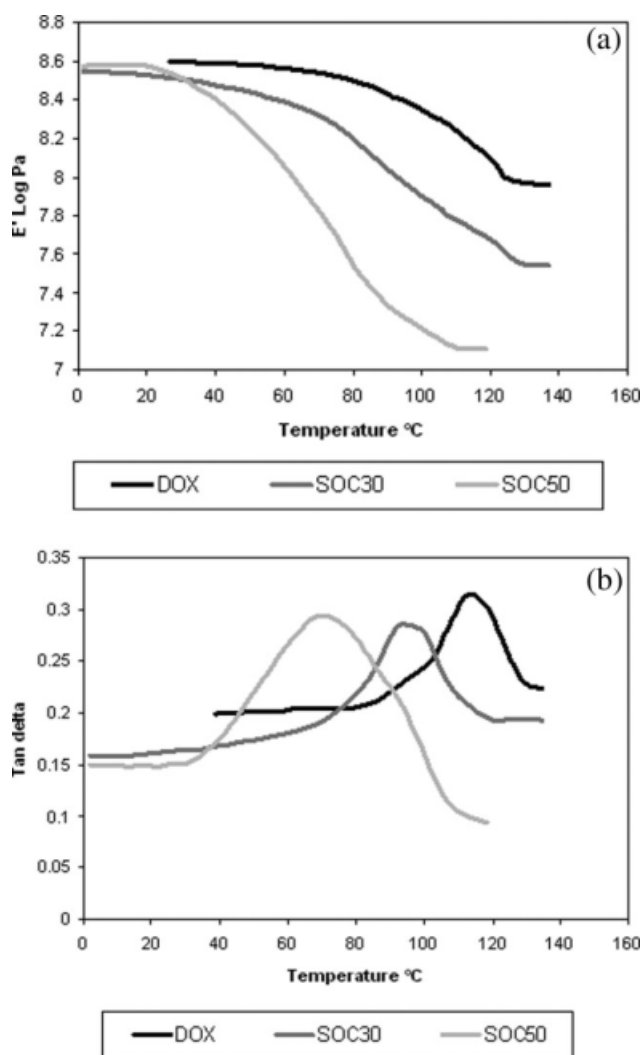 (a)
8.8
8.6
8.4
8.2
8
7.8
7.6
7.4
7.2
7
E' Log Pa
0 20 40 60 80 100 120 140 160
Temperature °C
DOX SOC30 SOC50
(b)
0.35
0.3
0.25
0.2
0.15
0.1
0.05
0
Tan delta
0 20 40 60 80 100 120 140 160
Temperature °C
DOX SOC30 SOC50